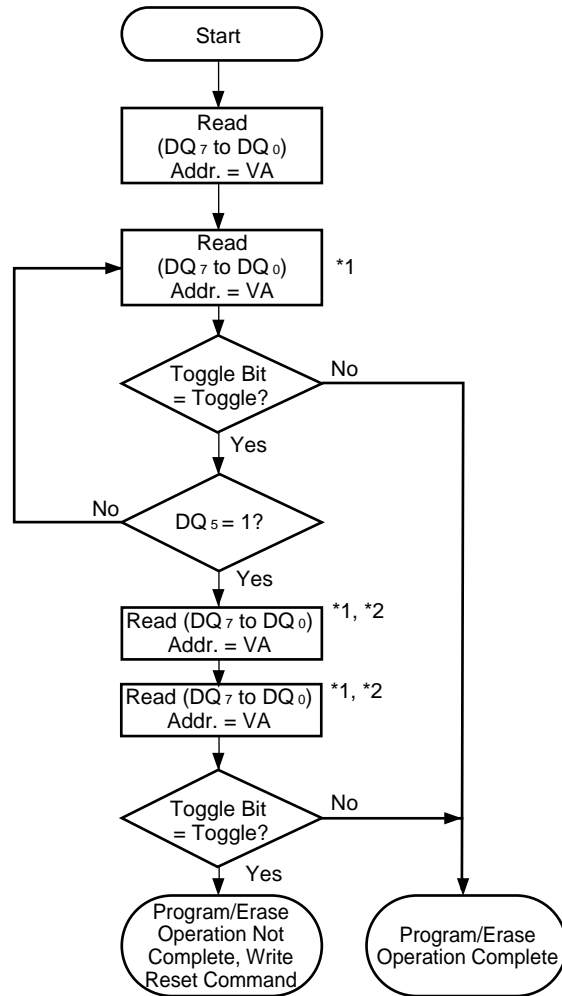 Start
Read
(DQ7 to DQ0)
Addr. = VA
Read
(DQ7 to DQ0)
Addr. = VA
*1
Toggle Bit
= Toggle?
No
Yes
No
DQ5 = 1?
Yes
Read (DQ7 to DQ0)
Addr. = VA
*1, *2
Read (DQ7 to DQ0)
Addr. = VA
*1, *2
Toggle Bit
= Toggle?
No
Yes
Program/Erase
Operation Not
Complete, Write
Reset Command
Program/Erase
Operation Complete